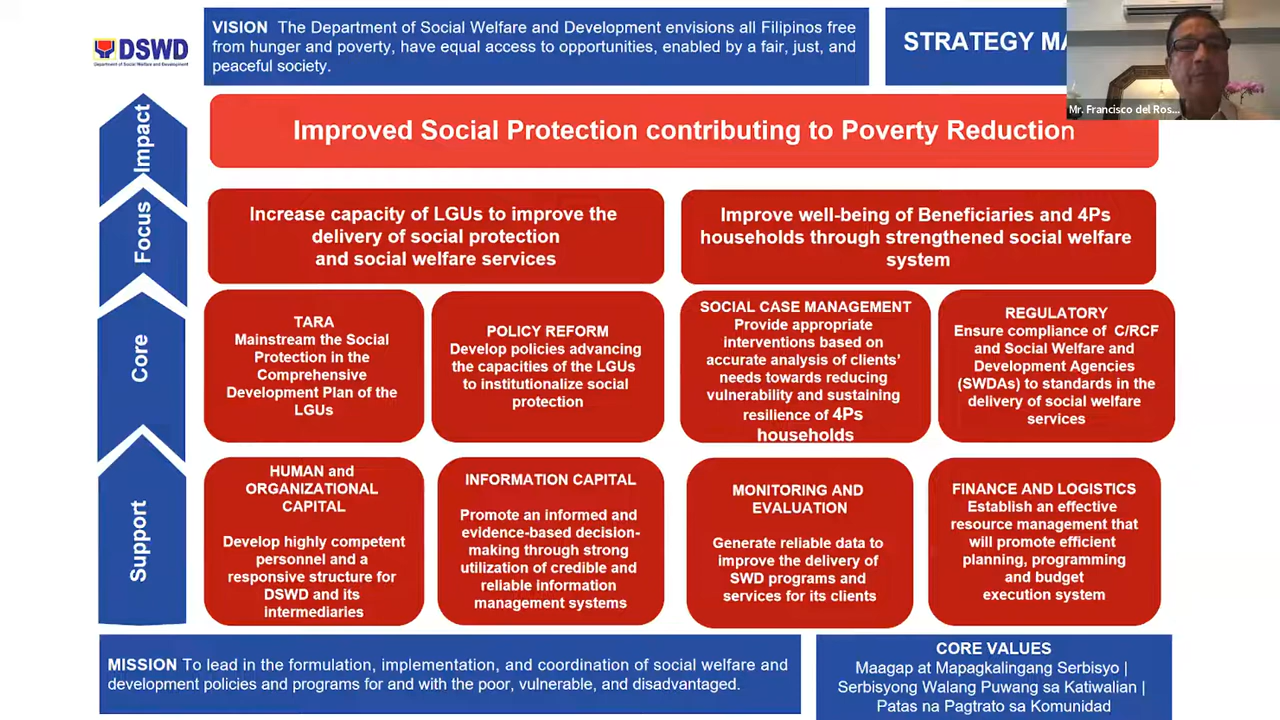 VISION The Department of Social Welfare and Development envisions all Filipinos free
from hunger and poverty, have equal access to opportunities, enabled by a fair, just, and
peaceful society.
DSWD
Department of Social Welfare and Development
STRATEGY MA
Mr. Francisco del Ros...
Impact
Improved Social Protection contributing to Poverty Reduction
Focus
Increase capacity of LGUs to improve the
delivery of social protection
and social welfare services
Improve well-being of Beneficiaries and 4Ps
households through strengthened social welfare
system
Core
TARA
Mainstream the Social
Protection in the
Comprehensive
Development Plan of the
LGUs
POLICY REFORM
Develop policies advancing
the capacities of the LGUs
to institutionalize social
protection
SOCIAL CASE MANAGEMENT
Provide appropriate
interventions based on
accurate analysis of clients'
needs towards reducing
vulnerability and sustaining
resilience of 4Ps
households
REGULATORY
Ensure compliance of C/RCF
and Social Welfare and
Development Agencies
(SWDAs) to standards in the
delivery of social welfare
services
Support
HUMAN and
ORGANIZATIONAL
CAPITAL
Develop highly competent
personnel and a
responsive structure for
DSWD and its
intermediaries
INFORMATION CAPITAL
Promote an informed and
evidence-based decision-
making through strong
utilization of credible and
reliable information
management systems
MONITORING AND
EVALUATION
Generate reliable data to
improve the delivery of
SWD programs and
services for its clients
FINANCE AND LOGISTICS
Establish an effective
resource management that
will promote efficient
planning, programming
and budget
execution system
MISSION To lead in the formulation, implementation, and coordination of social welfare and
development policies and programs for and with the poor, vulnerable, and disadvantaged.
CORE VALUES
Maagap at Mapagkalingang Serbisyo |
Serbisyong Walang Puwang sa Katiwalian |
Patas na Pagtrato sa Komunidad